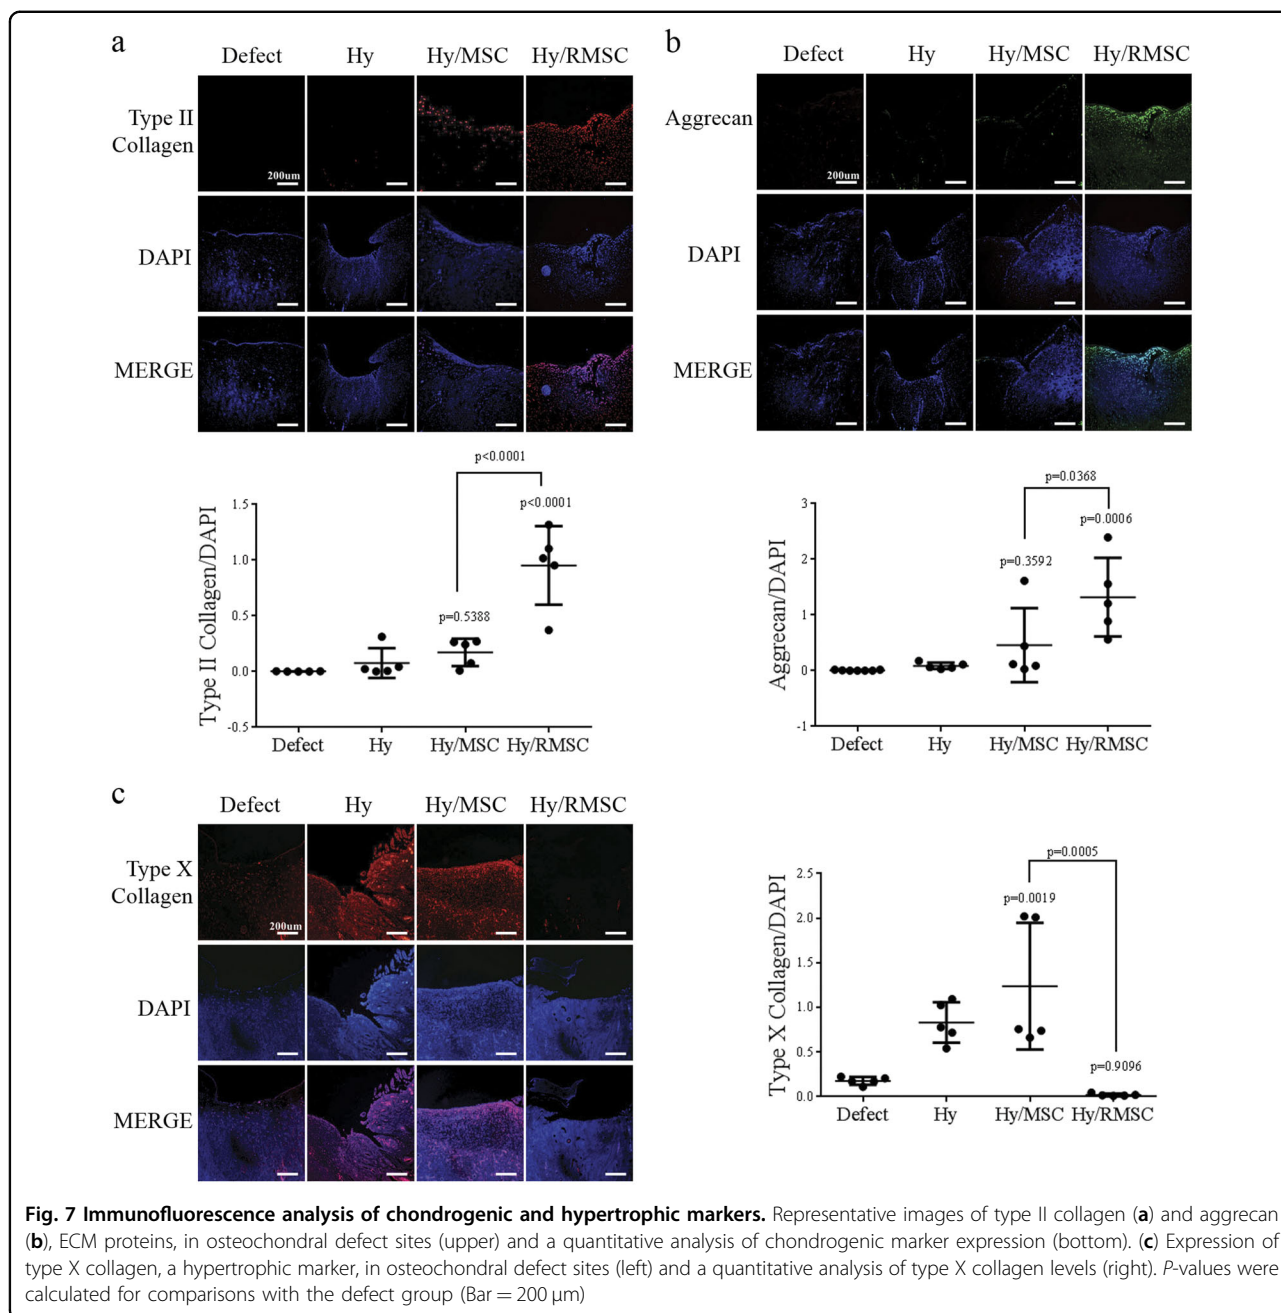 a
Defect Hy Hy/MSC Hy/RMSC
Type II
Collagen
200um
DAPI
MERGE
p<0.0001
p<0.0001
p=0.5388
Type II Collagen/DAPI
1.5
1.0
0.5
0.0
-0.5
Defect Hy Hy/MSC Hy/RMSC
b
Defect Hy Hy/MSC Hy/RMSC
Aggrecan
200um
DAPI
MERGE
p=0.0368
p=0.0006
p=0.3592
Aggrecan/DAPI
3
2
1
0
-1
Defect Hy Hy/MSC Hy/RMSC
c
Defect Hy Hy/MSC Hy/RMSC
Type X
Collagen
200um
DAPI
MERGE
p=0.0005
p=0.0019
p=0.9096
Type X Collagen/DAPI
2.5
2.0
1.5
1.0
0.5
0.0
Defect Hy Hy/MSC Hy/RMSC
Fig. 7 Immunofluorescence analysis of chondrogenic and hypertrophic markers. Representative images of type II collagen (a) and aggrecan
(b), ECM proteins, in osteochondral defect sites (upper) and a quantitative analysis of chondrogenic marker expression (bottom). (c) Expression of
type X collagen, a hypertrophic marker, in osteochondral defect sites (left) and a quantitative analysis of type X collagen levels (right). P-values were
calculated for comparisons with the defect group (Bar = 200 μm)